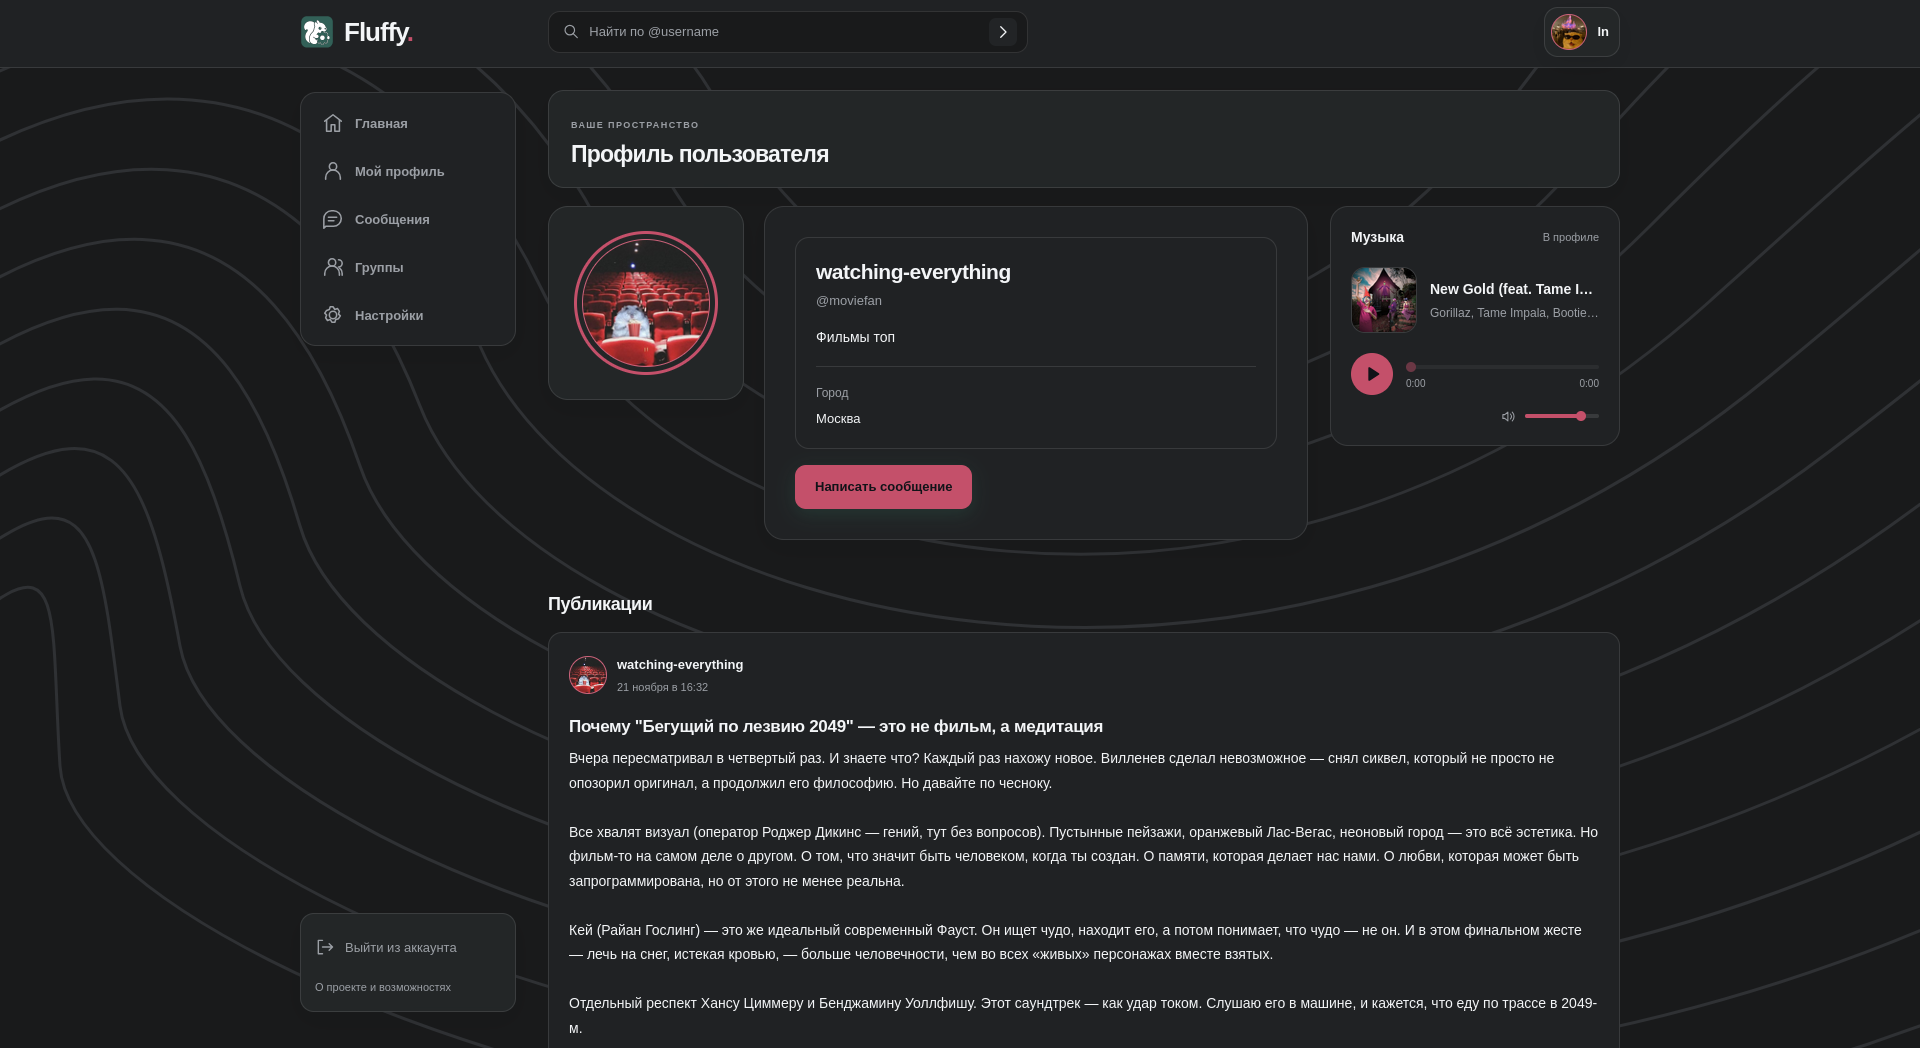 Fluffy.
Найти по @username
In
Главная
Мой профиль
Сообщения
Группы
Настройки
Выйти из аккаунта
О проекте и возможностях
ВАШЕ ПРОСТРАНСТВО
Профиль пользователя
watching-everything
@moviefan
Фильмы топ
Город
Москва
Написать сообщение
Музыка
В профиле
New Gold (feat. Tame I…
Gorillaz, Tame Impala, Bootie…
0:00
0:00
Публикации
watching-everything
21 ноября в 16:32
Почему "Бегущий по лезвию 2049" — это не фильм, а медитация
Вчера пересматривал в четвертый раз. И знаете что? Каждый раз нахожу новое. Вилленев сделал невозможное — снял сиквел, который не просто не
опозорил оригинал, а продолжил его философию. Но давайте по чесноку.
Все хвалят визуал (оператор Роджер Дикинс — гений, тут без вопросов). Пустынные пейзажи, оранжевый Лас-Вегас, неоновый город — это всё эстетика. Но
фильм-то на самом деле о другом. О том, что значит быть человеком, когда ты создан. О памяти, которая делает нас нами. О любви, которая может быть
запрограммирована, но от этого не менее реальна.
Кей (Райан Гослинг) — это же идеальный современный Фауст. Он ищет чудо, находит его, а потом понимает, что чудо — не он. И в этом финальном жесте
— лечь на снег, истекая кровью, — больше человечности, чем во всех «живых» персонажах вместе взятых.
Отдельный респект Хансу Циммеру и Бенджамину Уоллфишу. Этот саундтрек — как удар током. Слушаю его в машине, и кажется, что еду по трассе в 2049-
м.